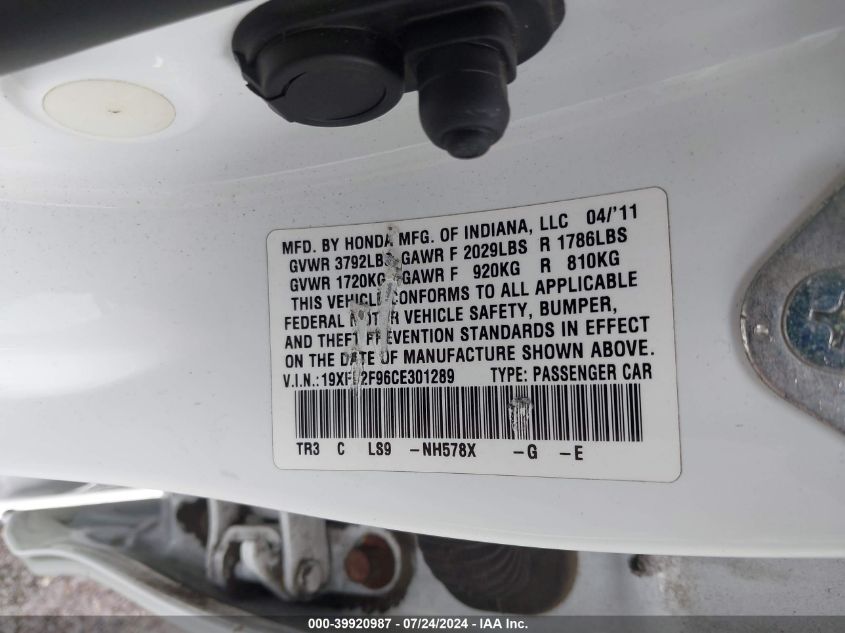 MFD. BY HONDA MFG. OF INDIANA, LLC 04/'11
GVWR 3792LBS GAWR F 2029LBS R 1786LBS
GVWR 1720KG GAWR F 920KG R 810KG
THIS VEHICLE CONFORMS TO ALL APPLICABLE
FEDERAL MOTOR VEHICLE SAFETY, BUMPER,
AND THEFT PREVENTION STANDARDS IN EFFECT
ON THE DATE OF MANUFACTURE SHOWN ABOVE.
V.I.N.: TYPE: PASSENGER CAR
TR3 C LS9 -NH578X -G -E
000-39920987 / 07/24/2024 - IAA Inc.